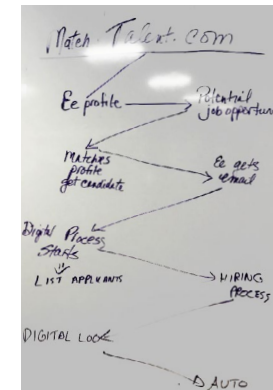 Match-Talent.com
Ee profile
Potential
job opportun
Matches
profile
get candidate
Ee gets
email
Digital Process
Starts
LIST APPLICANTS
HIRING
PROCESS
DIGITAL LOOK
AUTO